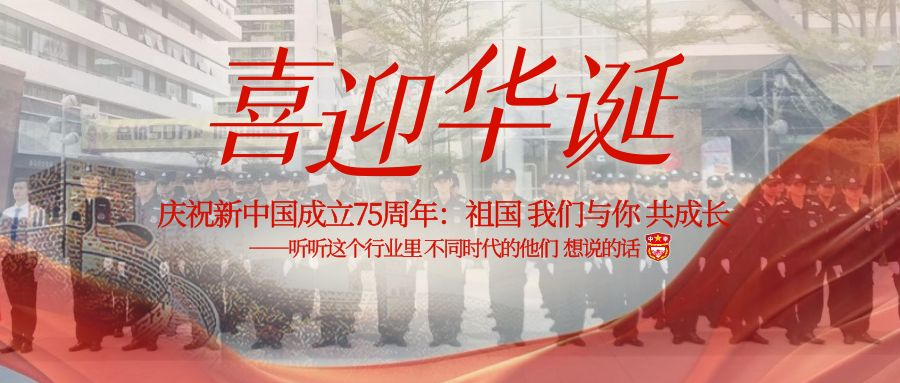 喜迎华诞
庆祝新中国成立75周年：祖国 我们与你 共成长
——听听这个行业里 不同时代的他们 想说的话